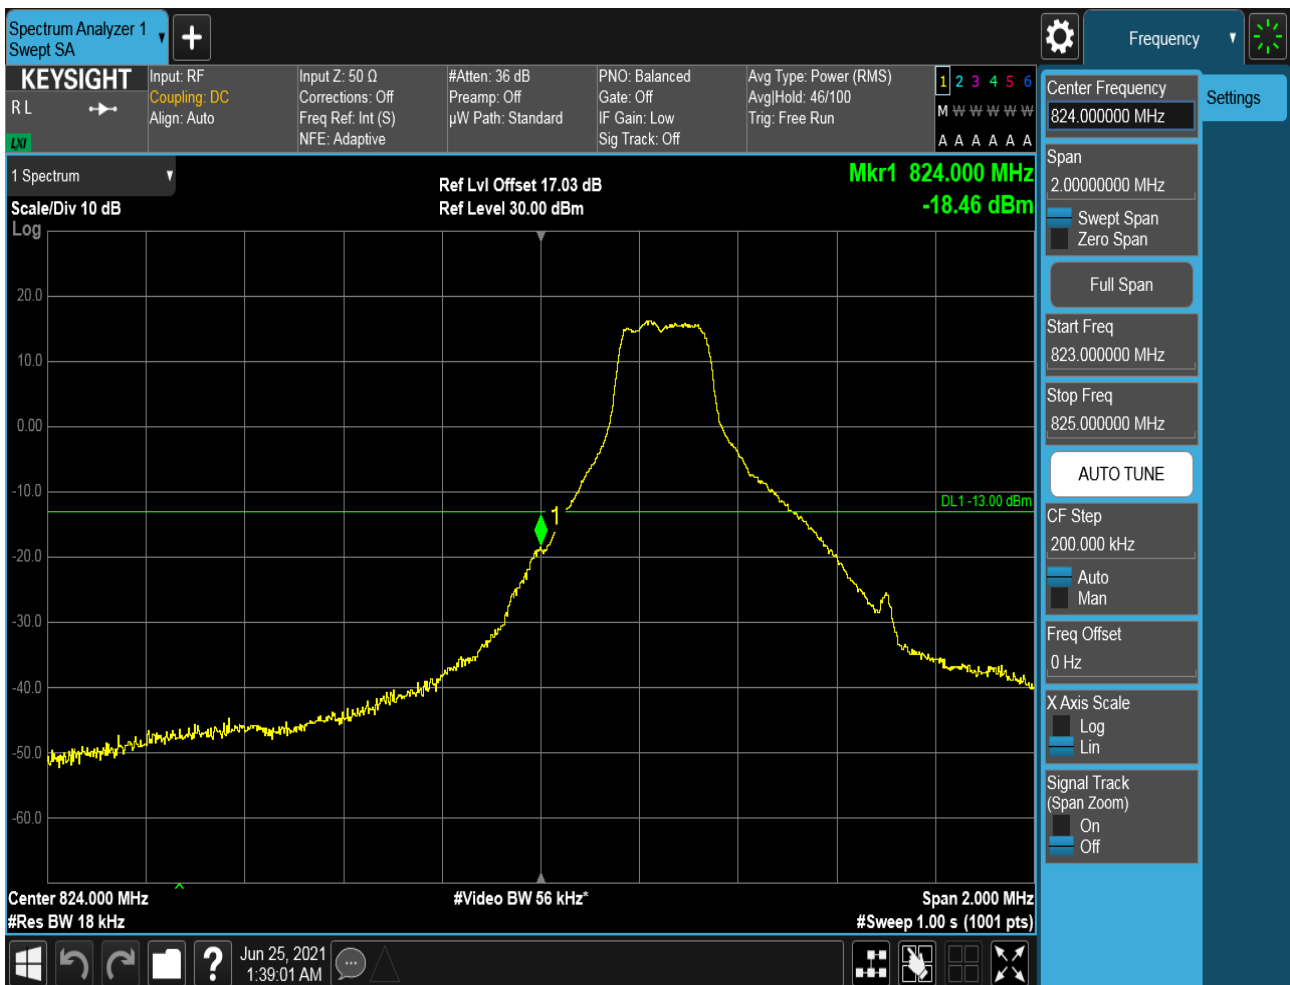 Spectrum Analyzer 1
Swept SA
Frequency
KEYSIGHT
R L
LXI
Input: RF
Coupling: DC
Align: Auto
Input Z: 50 Ω
Corrections: Off
Freq Ref: Int (S)
NFE: Adaptive
#Atten: 36 dB
Preamp: Off
µW Path: Standard
PNO: Balanced
Gate: Off
IF Gain: Low
Sig Track: Off
Avg Type: Power (RMS)
Avg|Hold: 46/100
Trig: Free Run
1 2 3 4 5 6
M W W W W W
A A A A A A
1 Spectrum
Scale/Div 10 dB
Log
Ref Lvl Offset 17.03 dB
Ref Level 30.00 dBm
Mkr1 824.000 MHz
-18.46 dBm
20.0
10.0
0.00
-10.0
-20.0
-30.0
-40.0
-50.0
-60.0
DL1 -13.00 dBm
1
Center 824.000 MHz
#Res BW 18 kHz
#Video BW 56 kHz*
Span 2.000 MHz
#Sweep 1.00 s (1001 pts)
Center Frequency
824.000000 MHz
Settings
Span
2.00000000 MHz
Swept Span
Zero Span
Full Span
Start Freq
823.000000 MHz
Stop Freq
825.000000 MHz
AUTO TUNE
CF Step
200.000 kHz
Auto
Man
Freq Offset
0 Hz
X Axis Scale
Log
Lin
Signal Track
(Span Zoom)
On
Off
?
Jun 25, 2021
1:39:01 AM